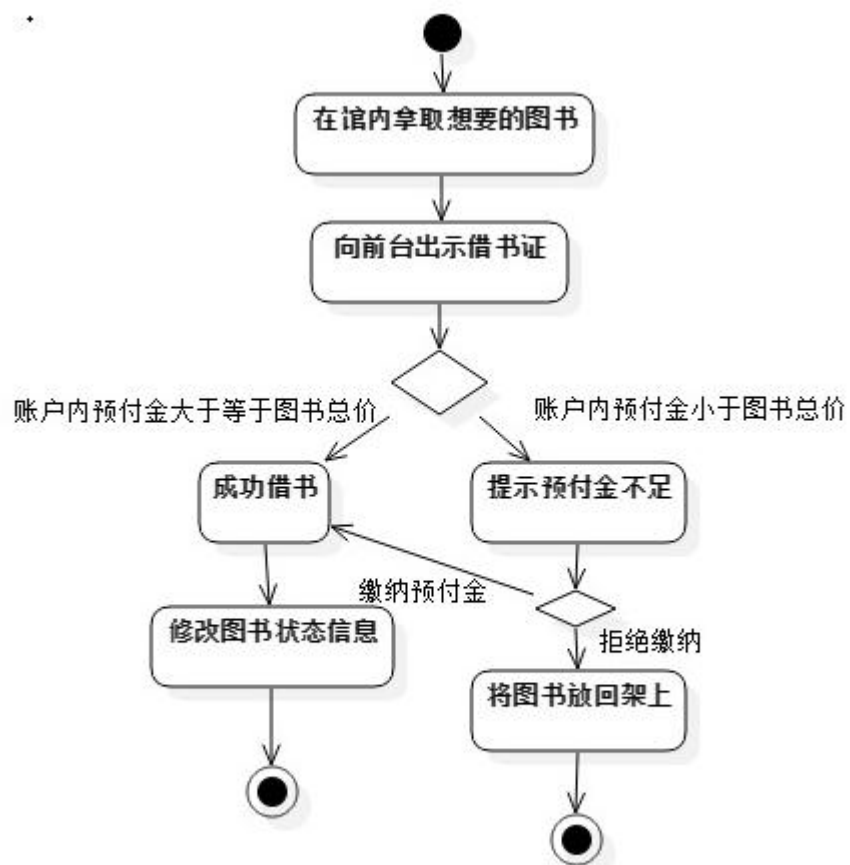 在馆内拿取想要的图书
向前台出示借书证
账户内预付金大于等于图书总价
账户内预付金小于图书总价
成功借书
提示预付金不足
缴纳预付金
修改图书状态信息
拒绝缴纳
将图书放回架上